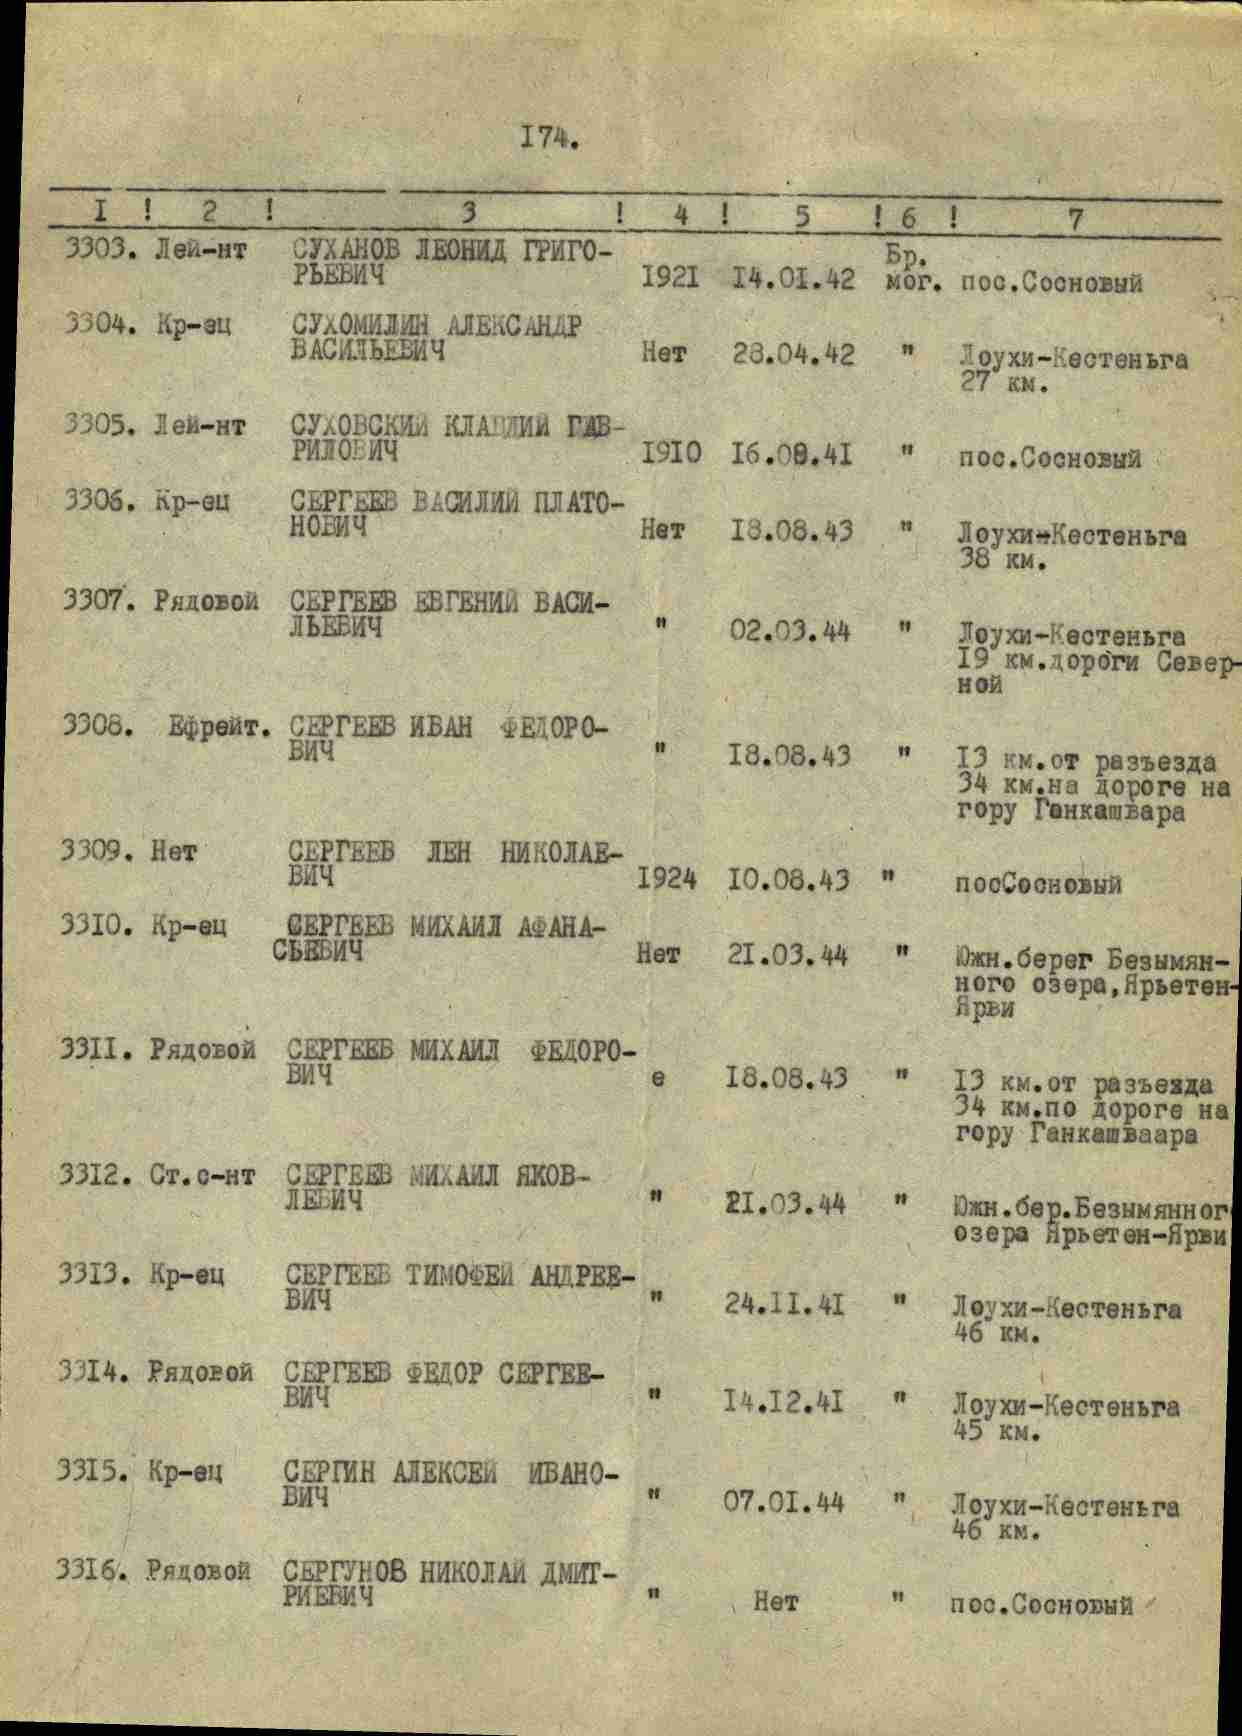 174.
I ! 2 ! 3 ! 4 ! 5 ! 6 ! 7
3303. Лей-нт СУХАНОВ ЛЕОНИД ГРИГО- Бр.
РЬЕВИЧ 1921 14.01.42 мог. пос.Сосновый
3304. Кр-ец СУХОМИЛИН АЛЕКСАНДР
ВАСИЛЬЕВИЧ Нет 28.04.42 " Лоухи-Кестеньга
27 км.
3305. Лей-нт СУХОВСКИЙ КЛАВДИЙ ГАВ-
РИЛОВИЧ 1910 16.08.41 " пос.Сосновый
3306. Кр-ец СЕРГЕЕВ ВАСИЛИЙ ПЛАТО-
НОВИЧ Нет 18.08.43 " Лоухи-Кестеньга
38 км.
3307. Рядовой СЕРГЕЕВ ЕВГЕНИЙ ВАСИ-
ЛЬЕВИЧ " 02.03.44 " Лоухи-Кестеньга
19 км.дороги Север-
ной
3308. Ефрейт. СЕРГЕЕВ ИВАН ФЕДОРО-
ВИЧ " 18.08.43 " 13 км.от разъезда
34 км.на дороге на
гору Ганкашвара
3309. Нет СЕРГЕЕВ ЛЕН НИКОЛАЕ-
ВИЧ 1924 10.08.43 " посСосновый
3310. Кр-ец СЕРГЕЕВ МИХАИЛ АФАНА-
СЬЕВИЧ Нет 21.03.44 " Южн.берег Безымян-
ного озера,Ярьетен-
Ярви
3311. Рядовой СЕРГЕЕВ МИХАИЛ ФЕДОРО-
ВИЧ е 18.08.43 " 13 км.от разъезда
34 км.по дороге на
гору Ганкашваара
3312. Ст.с-нт СЕРГЕЕВ МИХАИЛ ЯКОВ-
ЛЕВИЧ " 21.03.44 " Южн.бер.Безымянног
озера Ярьетен-Ярви
3313. Кр-ец СЕРГЕЕВ ТИМОФЕЙ АНДРЕЕ-
ВИЧ " 24.11.41 " Лоухи-Кестеньга
46 км.
3314. Рядовой СЕРГЕЕВ ФЕДОР СЕРГЕЕ-
ВИЧ " 14.12.41 " Лоухи-Кестеньга
45 км.
3315. Кр-ец СЕРГИН АЛЕКСЕЙ ИВАНО-
ВИЧ " 07.01.44 " Лоухи-Кестеньга
46 км.
3316. Рядовой СЕРГУНОВ НИКОЛАЙ ДМИТ-
РИЕВИЧ " Нет " пос.Сосновый